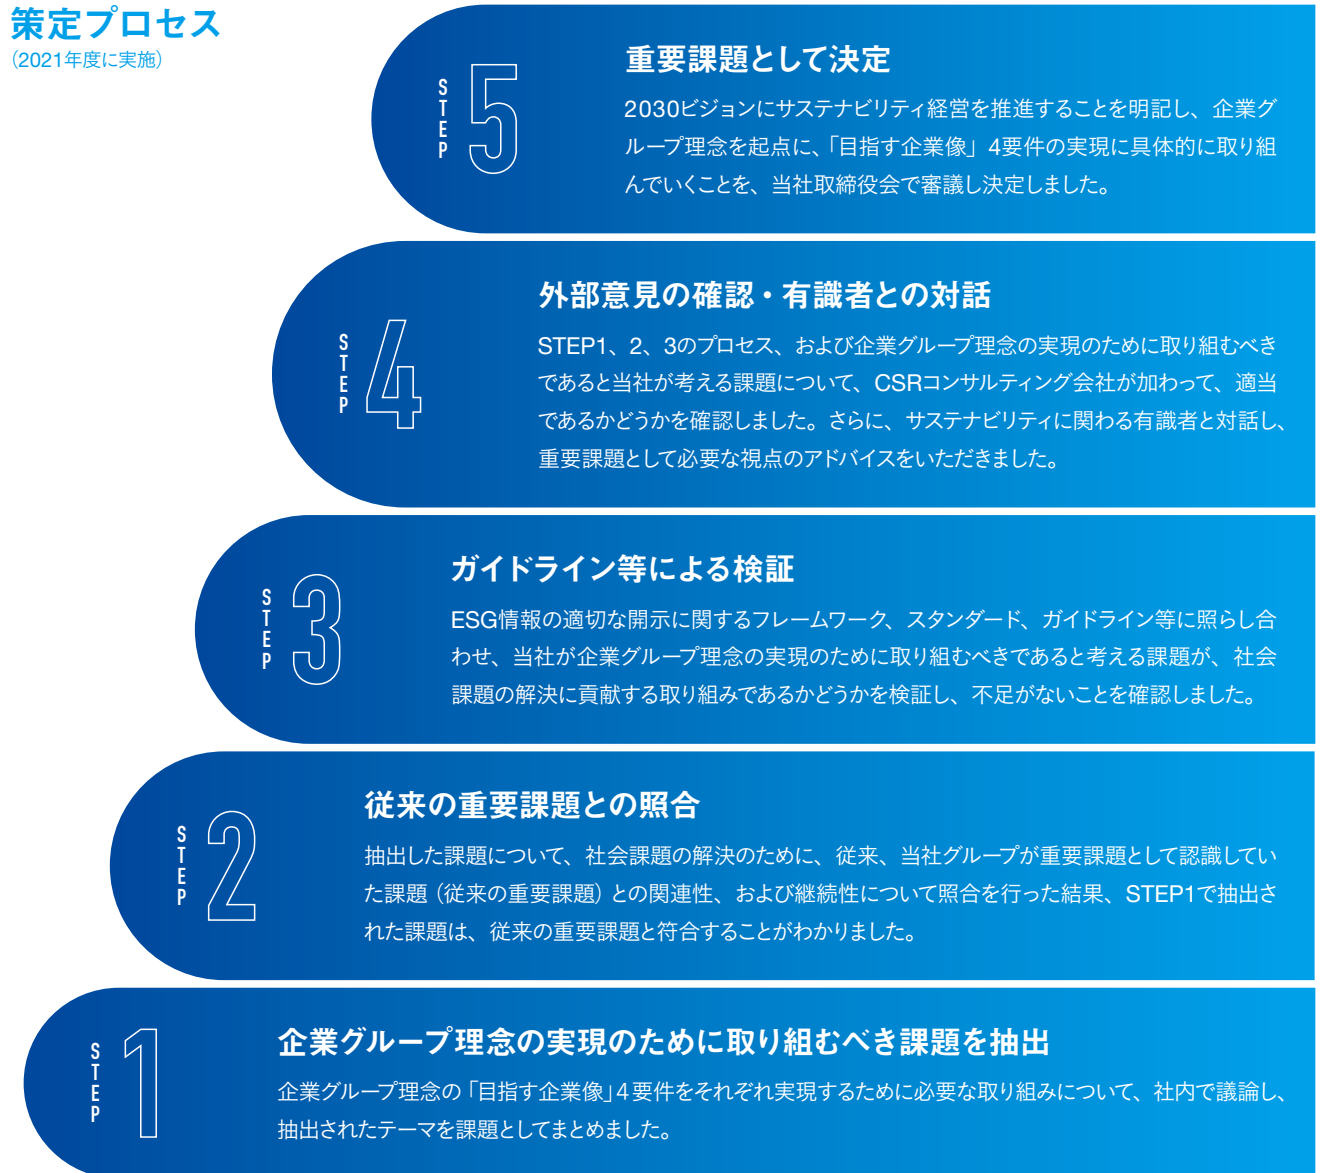 策定プロセス
（2021年度に実施）
STEP 5
重要課題として決定
2030ビジョンにサステナビリティ経営を推進することを明記し、企業グ
ループ理念を起点に、「目指す企業像」4要件の実現に具体的に取り組
んでいくことを、当社取締役会で審議し決定しました。
STEP 4
外部意見の確認・有識者との対話
STEP1、2、3のプロセス、および企業グループ理念の実現のために取り組むべき
であると当社が考える課題について、CSRコンサルティング会社が加わって、適当
であるかどうかを確認しました。さらに、サステナビリティに関わる有識者と対話し、
重要課題として必要な視点のアドバイスをいただきました。
STEP 3
ガイドライン等による検証
ESG情報の適切な開示に関するフレームワーク、スタンダード、ガイドライン等に照らし合
わせ、当社が企業グループ理念の実現のために取り組むべきであると考える課題が、社会
課題の解決に貢献する取り組みであるかどうかを検証し、不足がないことを確認しました。
STEP 2
従来の重要課題との照合
抽出した課題について、社会課題の解決のために、従来、当社グループが重要課題として認識してい
た課題（従来の重要課題）との関連性、および継続性について照合を行った結果、STEP1で抽出さ
れた課題は、従来の重要課題と符合することがわかりました。
STEP 1
企業グループ理念の実現のために取り組むべき課題を抽出
企業グループ理念の「目指す企業像」4要件をそれぞれ実現するために必要な取り組みについて、社内で議論し、
抽出されたテーマを課題としてまとめました。